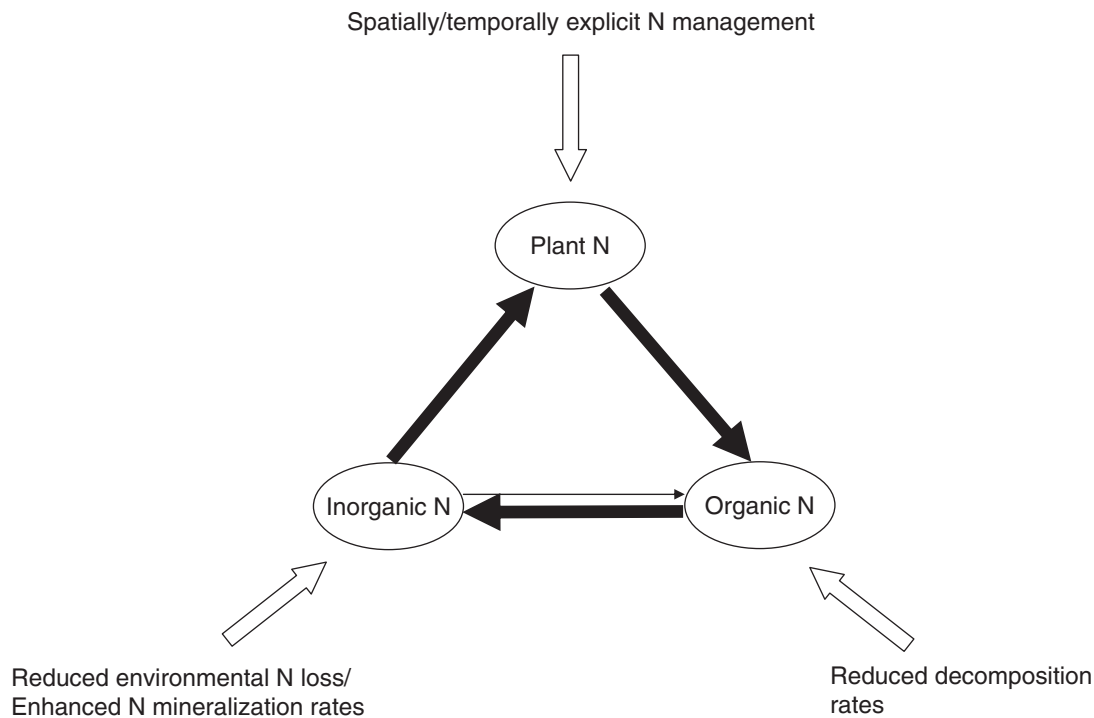 Spatially/temporally explicit N management
Plant N
Inorganic N
Organic N
Reduced environmental N loss/
Enhanced N mineralization rates
Reduced decomposition
rates